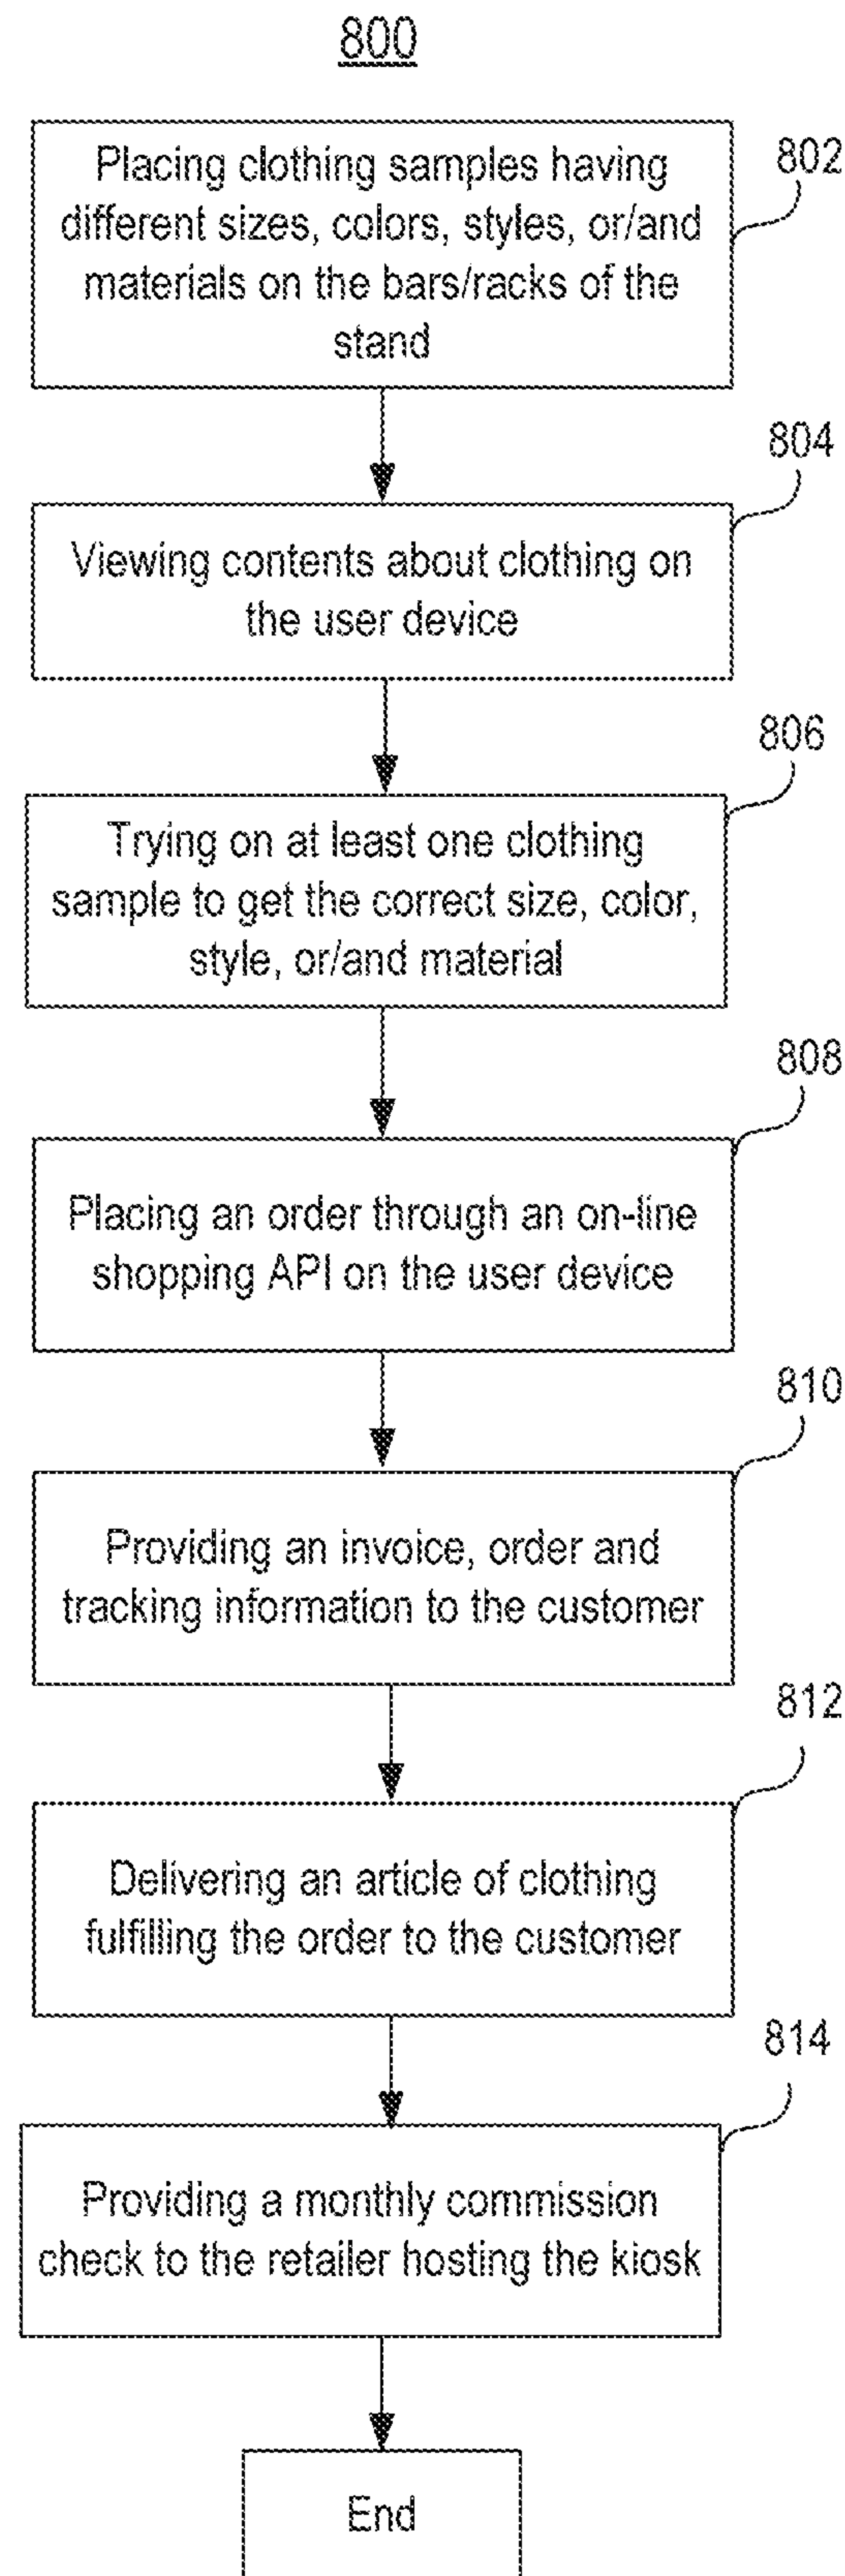 800
802
Placing clothing samples having
different sizes, colors, styles, or/and
materials on the bars/racks of the
stand
804
Viewing contents about clothing on
the user device
806
Trying on at least one clothing
sample to get the correct size, color,
style, or/and material
808
Placing an order through an on-line
shopping API on the user device
810
Providing an invoice, order and
tracking information to the customer
812
Delivering an article of clothing
fulfilling the order to the customer
814
Providing a monthly commission
check to the retailer hosting the kiosk
End